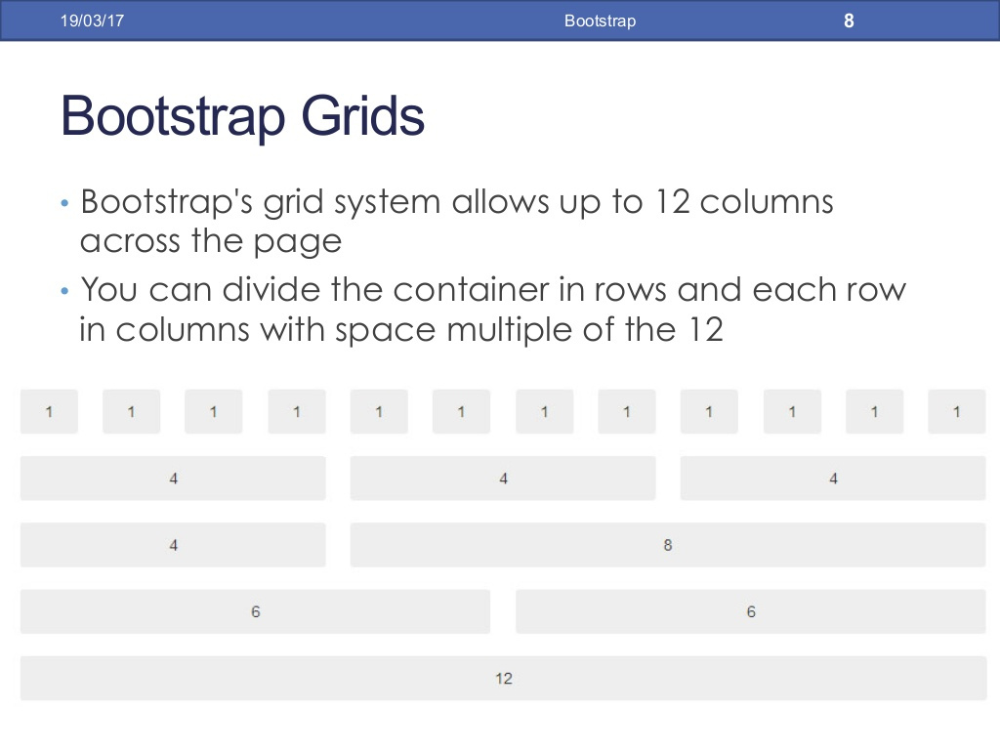 19/03/17 Bootstrap 8
Bootstrap Grids
• Bootstrap's grid system allows up to 12 columns
across the page
• You can divide the container in rows and each row
in columns with space multiple of the 12
1 1 1 1 1 1 1 1 1 1 1 1
4 4 4
4 8
6 6
12